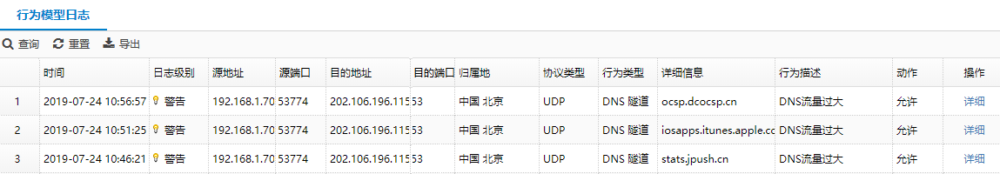 行为模型日志
查询 重置 导出
时间 日志级别 源地址 源端口 目的地址 目的端口 归属地 协议类型 行为类型 详细信息 行为描述 动作 操作
1 2019-07-24 10:56:57 警告 192.168.1.70 53774 202.106.196.115 53 中国 北京 UDP DNS 隧道 ocsp.dcocsp.cn DNS流量过大 允许 详细
2 2019-07-24 10:51:25 警告 192.168.1.70 53774 202.106.196.115 53 中国 北京 UDP DNS 隧道 iosapps.itunes.apple.co DNS流量过大 允许 详细
3 2019-07-24 10:46:21 警告 192.168.1.70 53774 202.106.196.115 53 中国 北京 UDP DNS 隧道 stats.jpush.cn DNS流量过大 允许 详细